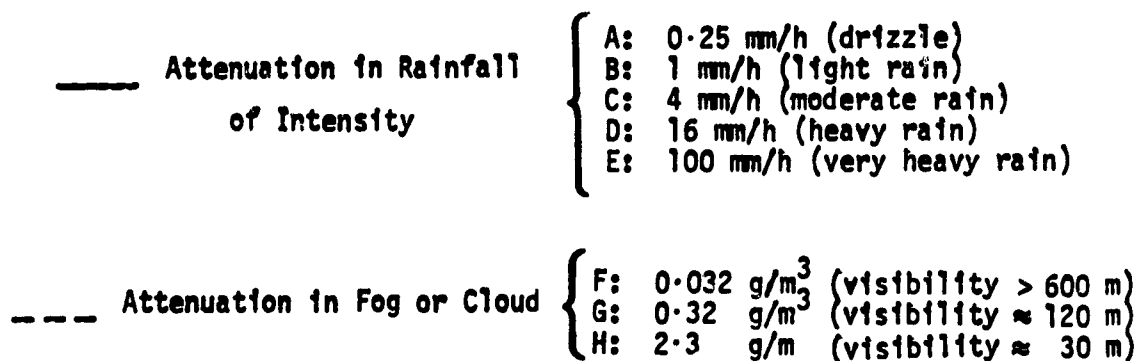 A: 0·25 mm/h (drizzle)
Attenuation in Rainfall B: 1 mm/h (light rain)
of Intensity C: 4 mm/h (moderate rain)
D: 16 mm/h (heavy rain)
E: 100 mm/h (very heavy rain)
F: 0·032 g/m³ (visibility > 600 m)
Attenuation in Fog or Cloud G: 0·32 g/m³ (visibility ≈ 120 m)
H: 2·3 g/m (visibility ≈ 30 m)